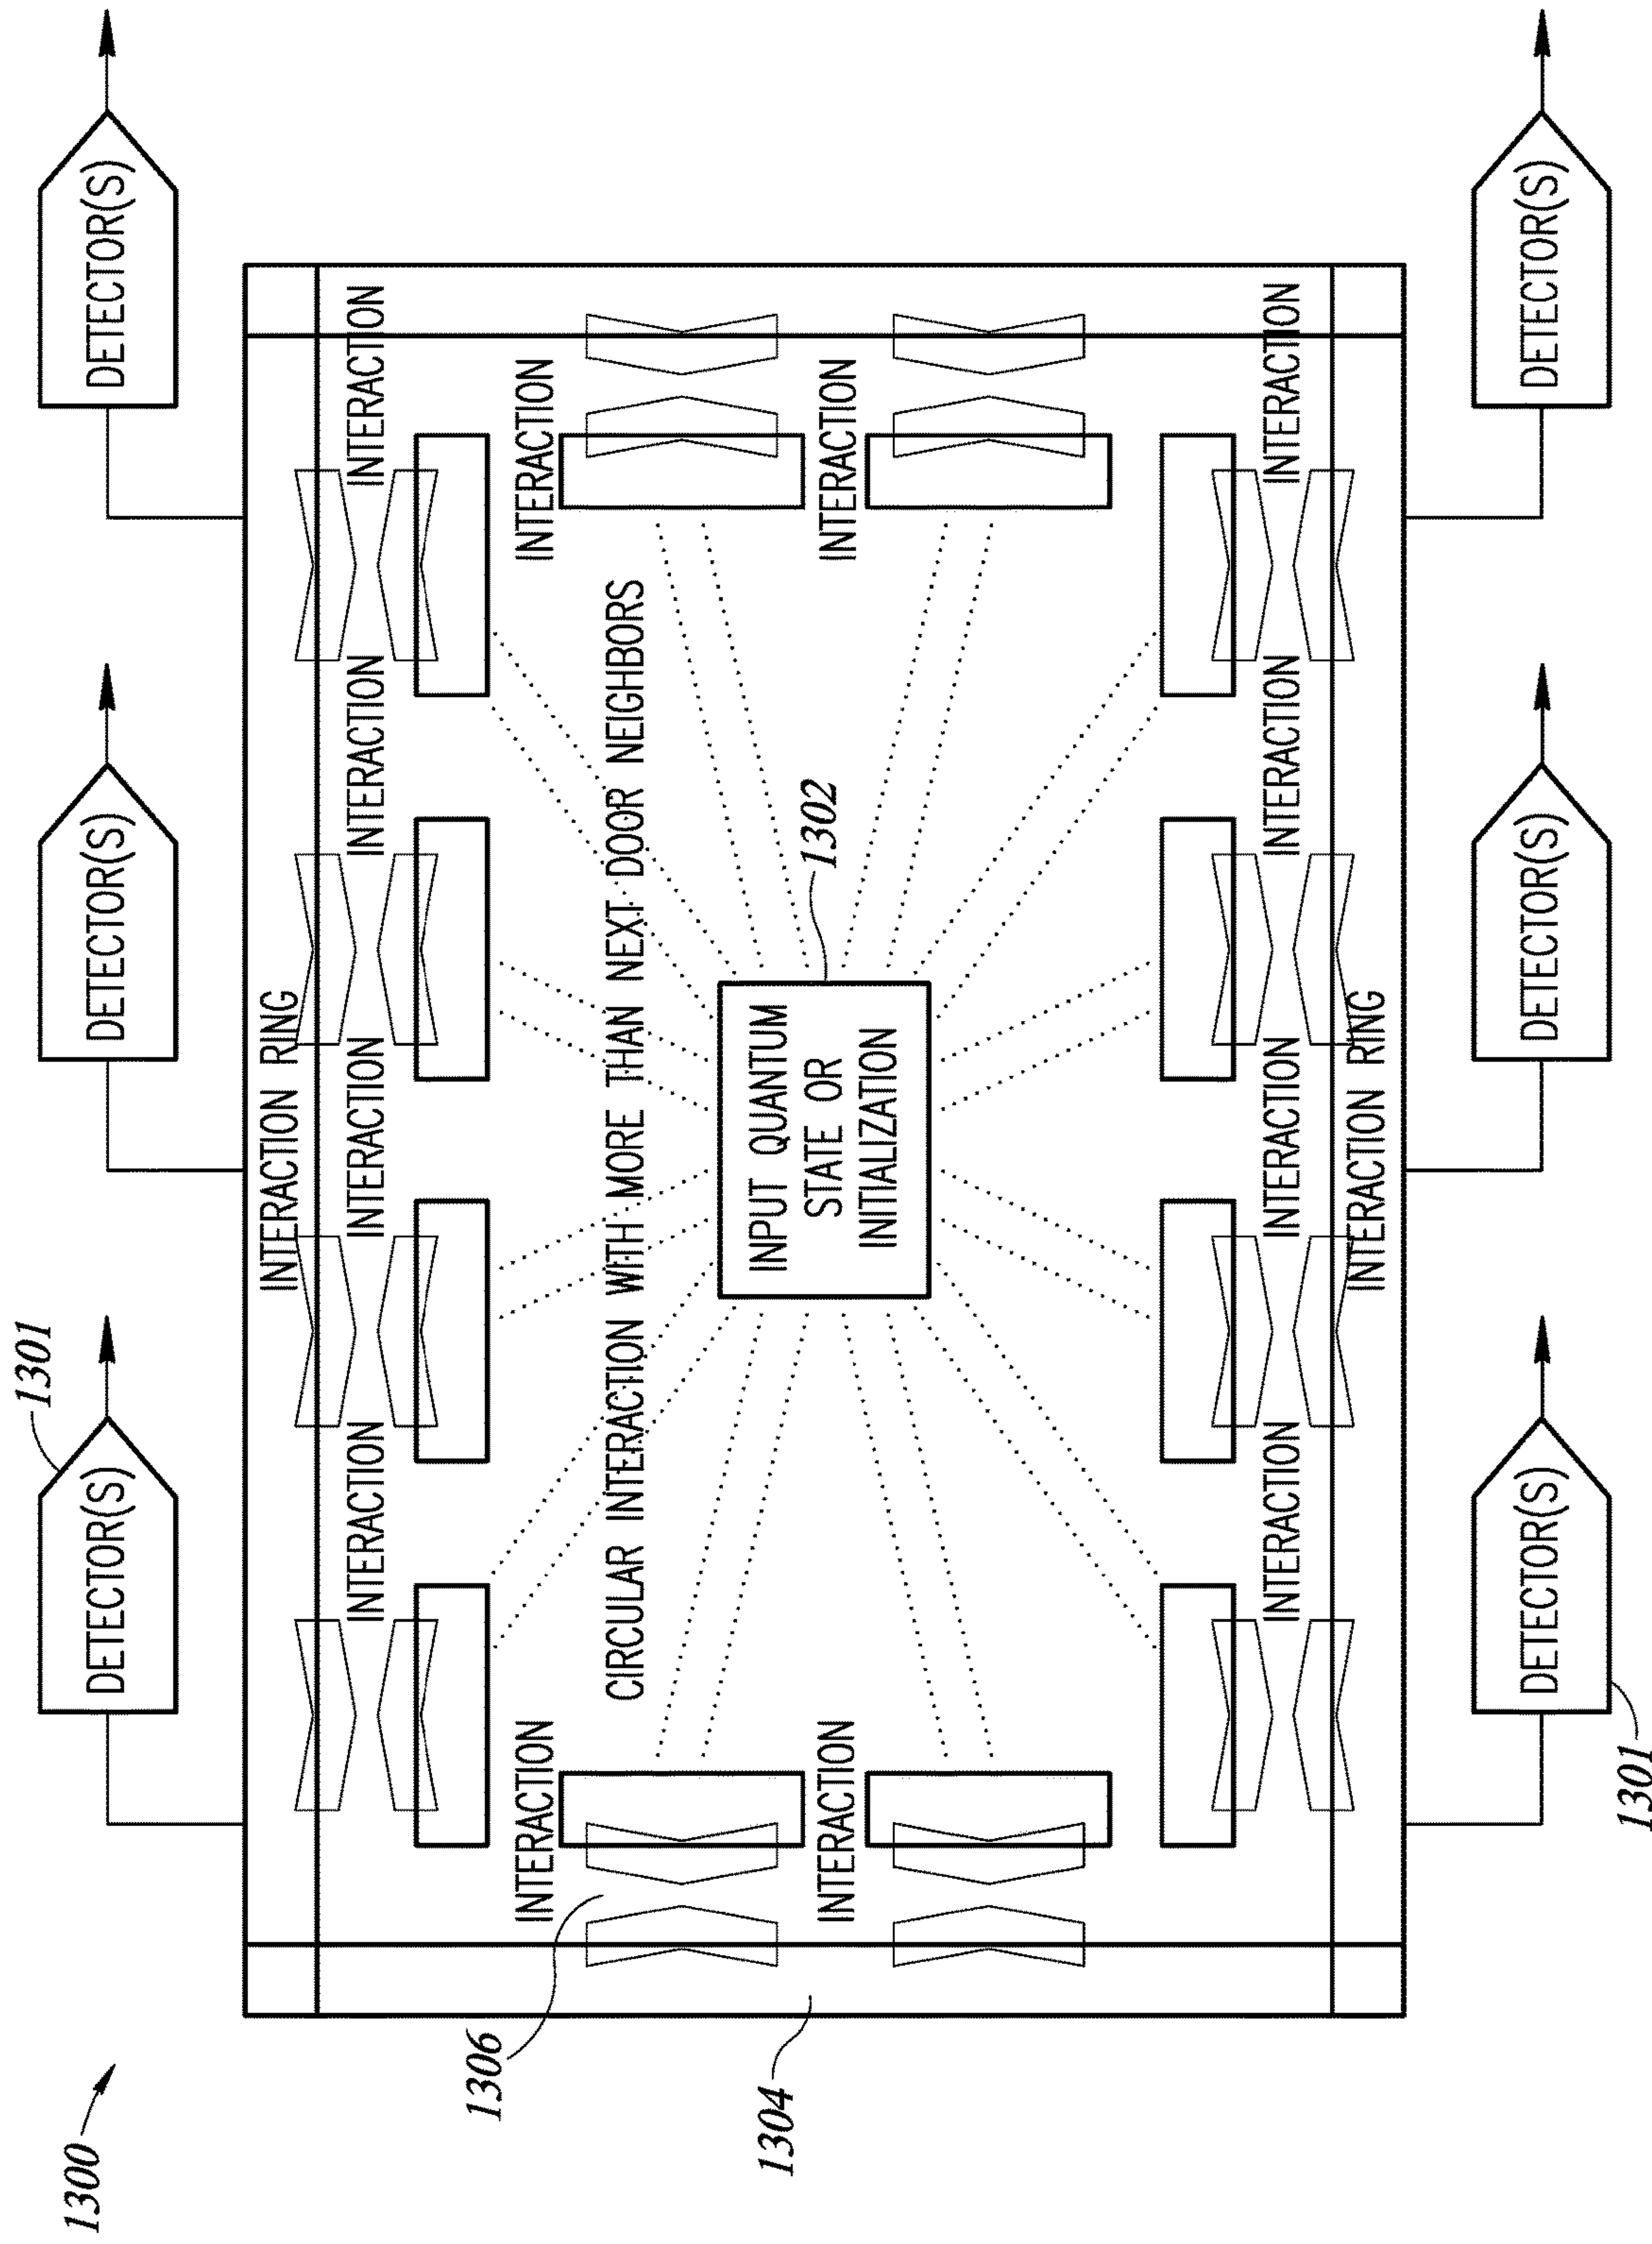 1300
1301
DETECTOR(S)
DETECTOR(S)
DETECTOR(S)
INTERACTION RING
INTERACTION
INTERACTION
INTERACTION
INTERACTION
1306
INTERACTION
INTERACTION
CIRCULAR INTERACTION WITH MORE THAN NEXT DOOR NEIGHBORS
1304
INTERACTION
INPUT QUANTUM
STATE OR
INITIALIZATION
1302
INTERACTION
INTERACTION
INTERACTION
INTERACTION
INTERACTION
INTERACTION RING
DETECTOR(S)
DETECTOR(S)
DETECTOR(S)
1301